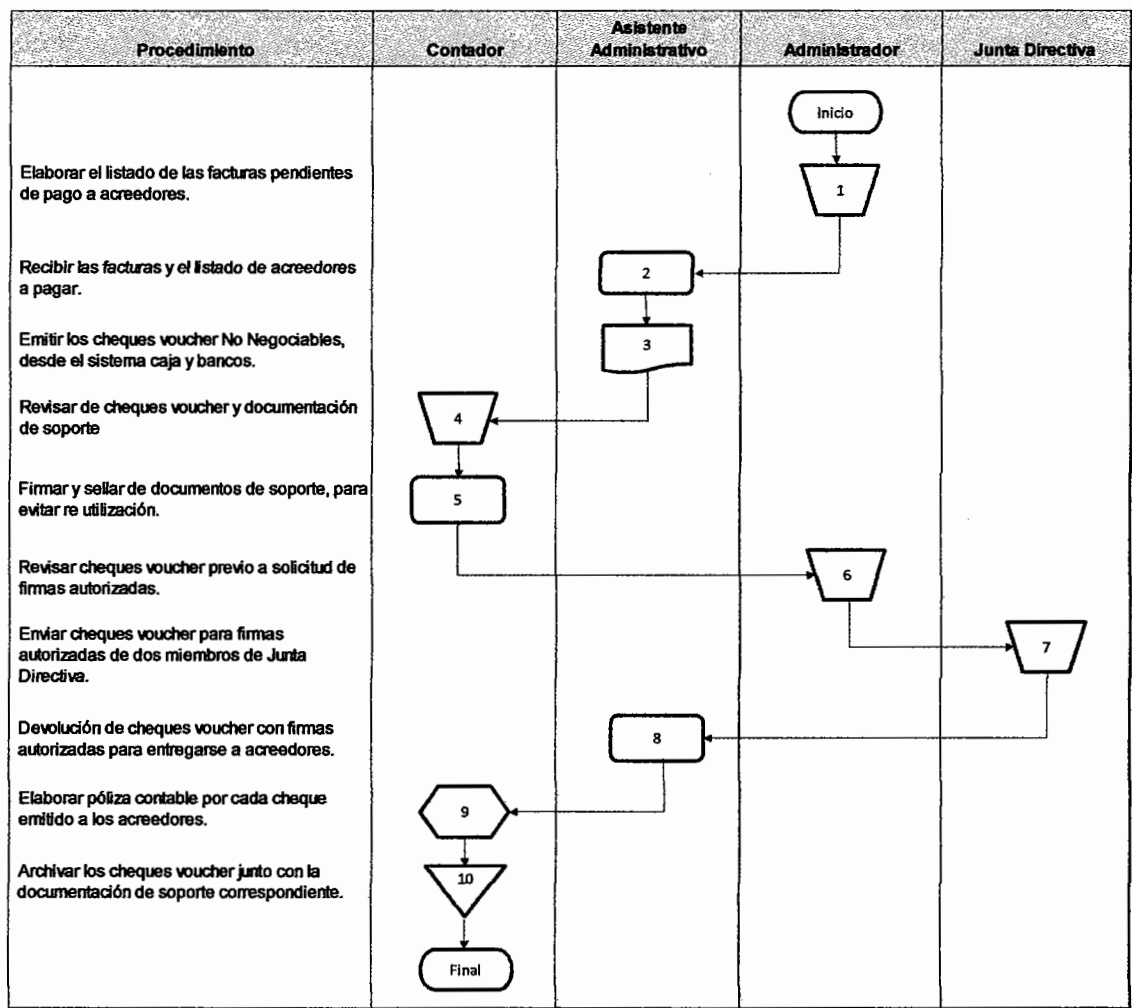 Procedimiento
Contador
Asistente
Administrativo
Administrador
Junta Directiva
Inicio
Elaborar el listado de las facturas pendientes
de pago a acreedores.
1
Recibir las facturas y el listado de acreedores
a pagar.
2
Emitir los cheques voucher No Negociables,
desde el sistema caja y bancos.
3
Revisar de cheques voucher y documentación
de soporte
4
Firmar y sellar de documentos de soporte, para
evitar re utilización.
5
Revisar cheques voucher previo a solicitud de
firmas autorizadas.
6
Enviar cheques voucher para firmas
autorizadas de dos miembros de Junta
Directiva.
7
Devolución de cheques voucher con firmas
autorizadas para entregarse a acreedores.
8
Elaborar póliza contable por cada cheque
emitido a los acreedores.
9
Archivar los cheques voucher junto con la
documentación de soporte correspondiente.
10
Final